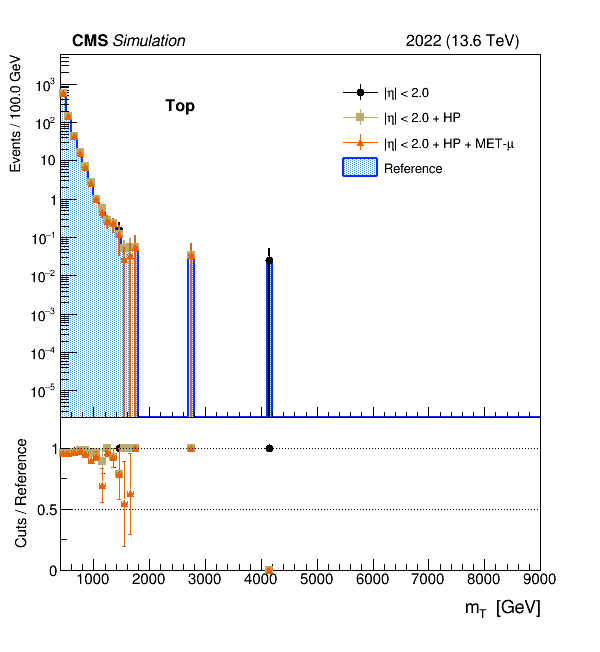 CMS Simulation 2022 (13.6 TeV)
Events / 100.0 GeV
Top
|η| < 2.0
|η| < 2.0 + HP
|η| < 2.0 + HP + MET-μ
Reference
10³
10²
10
1
10⁻¹
10⁻²
10⁻³
10⁻⁴
10⁻⁵
Cuts / Reference
1
0.5
0
1000 2000 3000 4000 5000 6000 7000 8000 9000
m_T [GeV]